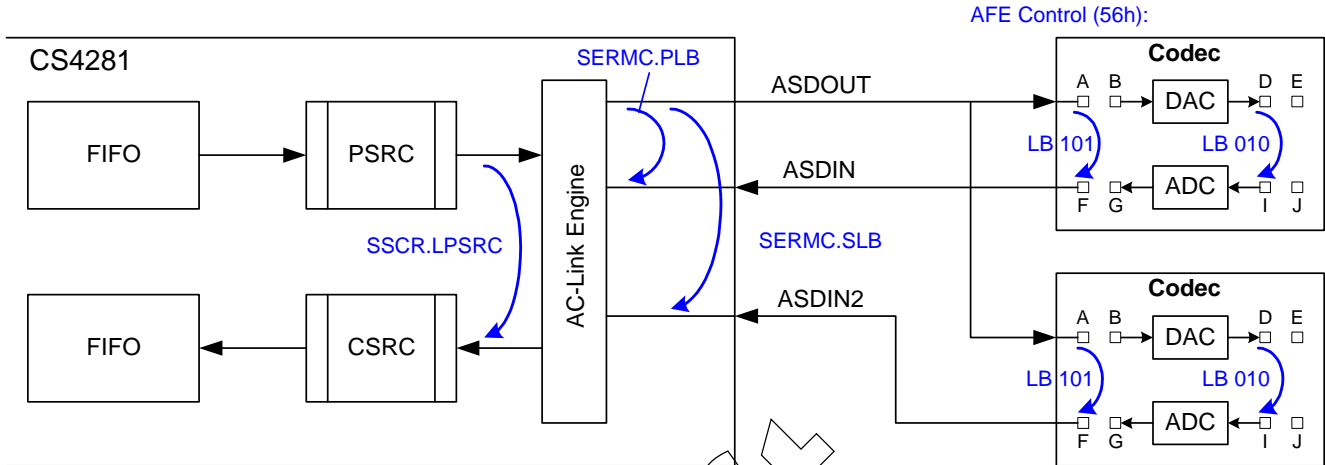 AFE Control (56h):
CS4281
SERMC.PLB
Codec
ASDOUT
A B D E
DAC
FIFO
PSRC
LB 101
LB 010
ASDIN
ADC
F G I J
AC-Link Engine
SSCR.LPSRC
SERMC.SLB
Codec
ASDIN2
A B D E
DAC
FIFO
CSRC
LB 101
LB 010
ADC
F G I J